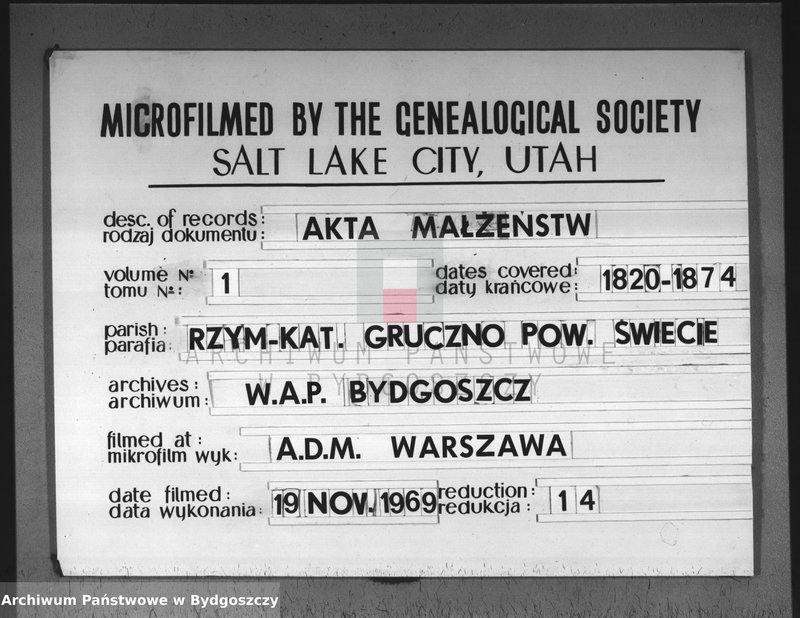 MICROFILMED BY THE GENEALOGICAL SOCIETY
SALT LAKE CITY, UTAH
desc. of records:
rodzaj dokumentu: AKTA MAŁŻEŃSTW
volume №
tomu №: 1
dates covered:
daty krańcowe: 1820-1874
parish:
parafia: RZYM-KAT. GRUCZNO POW. ŚWIECIE
ARCHIWUM PAŃSTWOWE
W BYDGOSZCZY
archives:
archiwum: W.A.P. BYDGOSZCZ
filmed at:
mikrofilm wyk: A.D.M. WARSZAWA
date filmed:
data wykonania: 19 NOV. 1969
reduction:
redukcja: 14
Archiwum Państwowe w Bydgoszczy